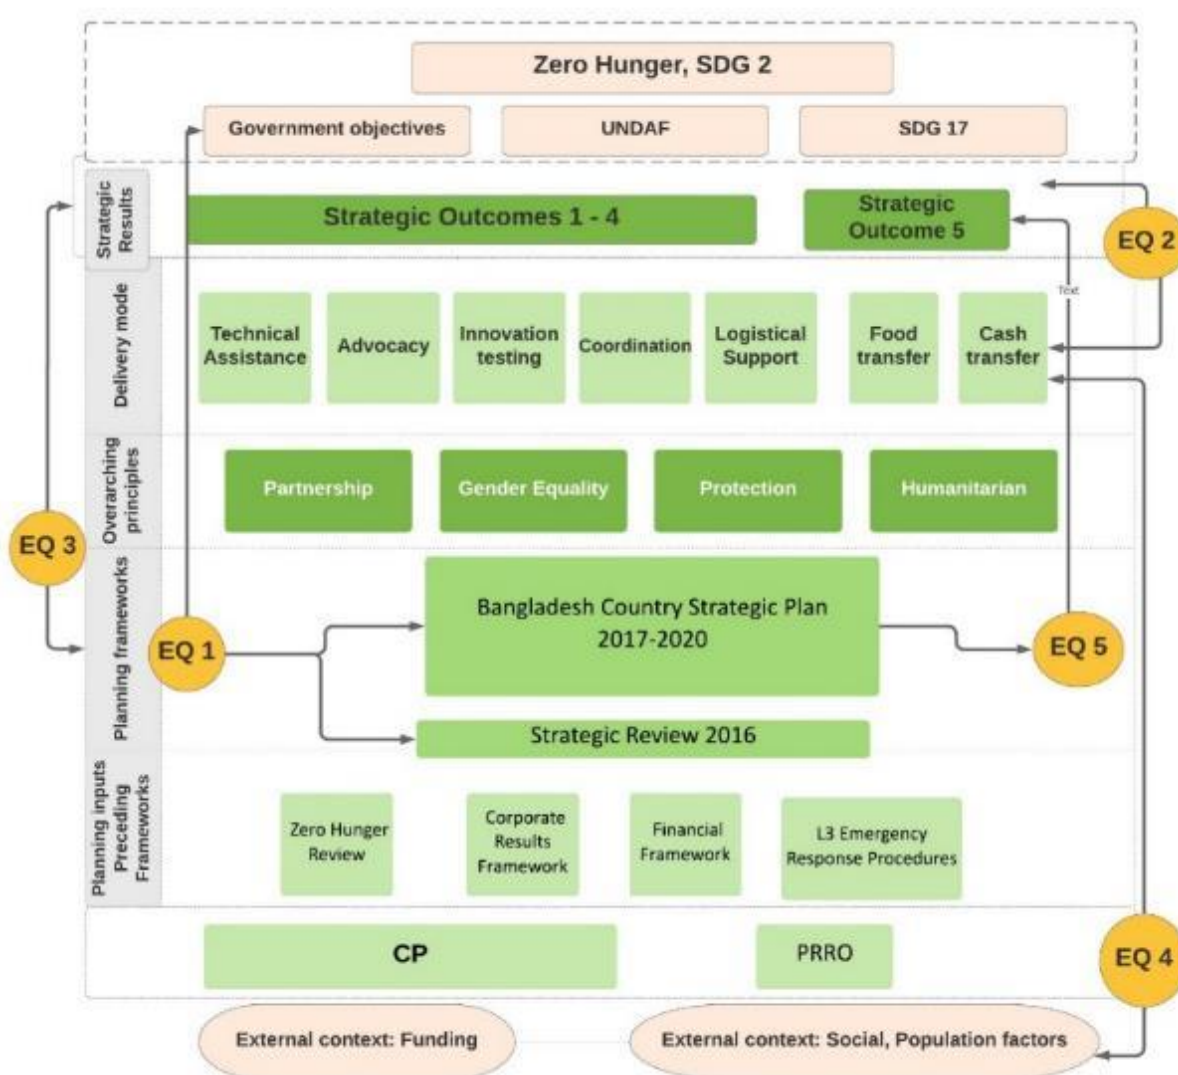 Zero Hunger, SDG 2
Government objectives
UNDAF
SDG 17
Strategic
Results
Strategic Outcomes 1 - 4
Strategic
Outcome 5
EQ 2
Text
Delivery mode
Technical
Assistance
Advocacy
Innovation
testing
Coordination
Logistical
Support
Food
transfer
Cash
transfer
Overarching
principles
Partnership
Gender Equality
Protection
Humanitarian
EQ 3
Planning frameworks
EQ 1
Bangladesh Country Strategic Plan
2017-2020
EQ 5
Strategic Review 2016
Planning inputs
Preceding
Frameworks
Zero Hunger
Review
Corporate
Results
Framework
Financial
Framework
L3 Emergency
Response Procedures
CP
PRRO
EQ 4
External context: Funding
External context: Social, Population factors